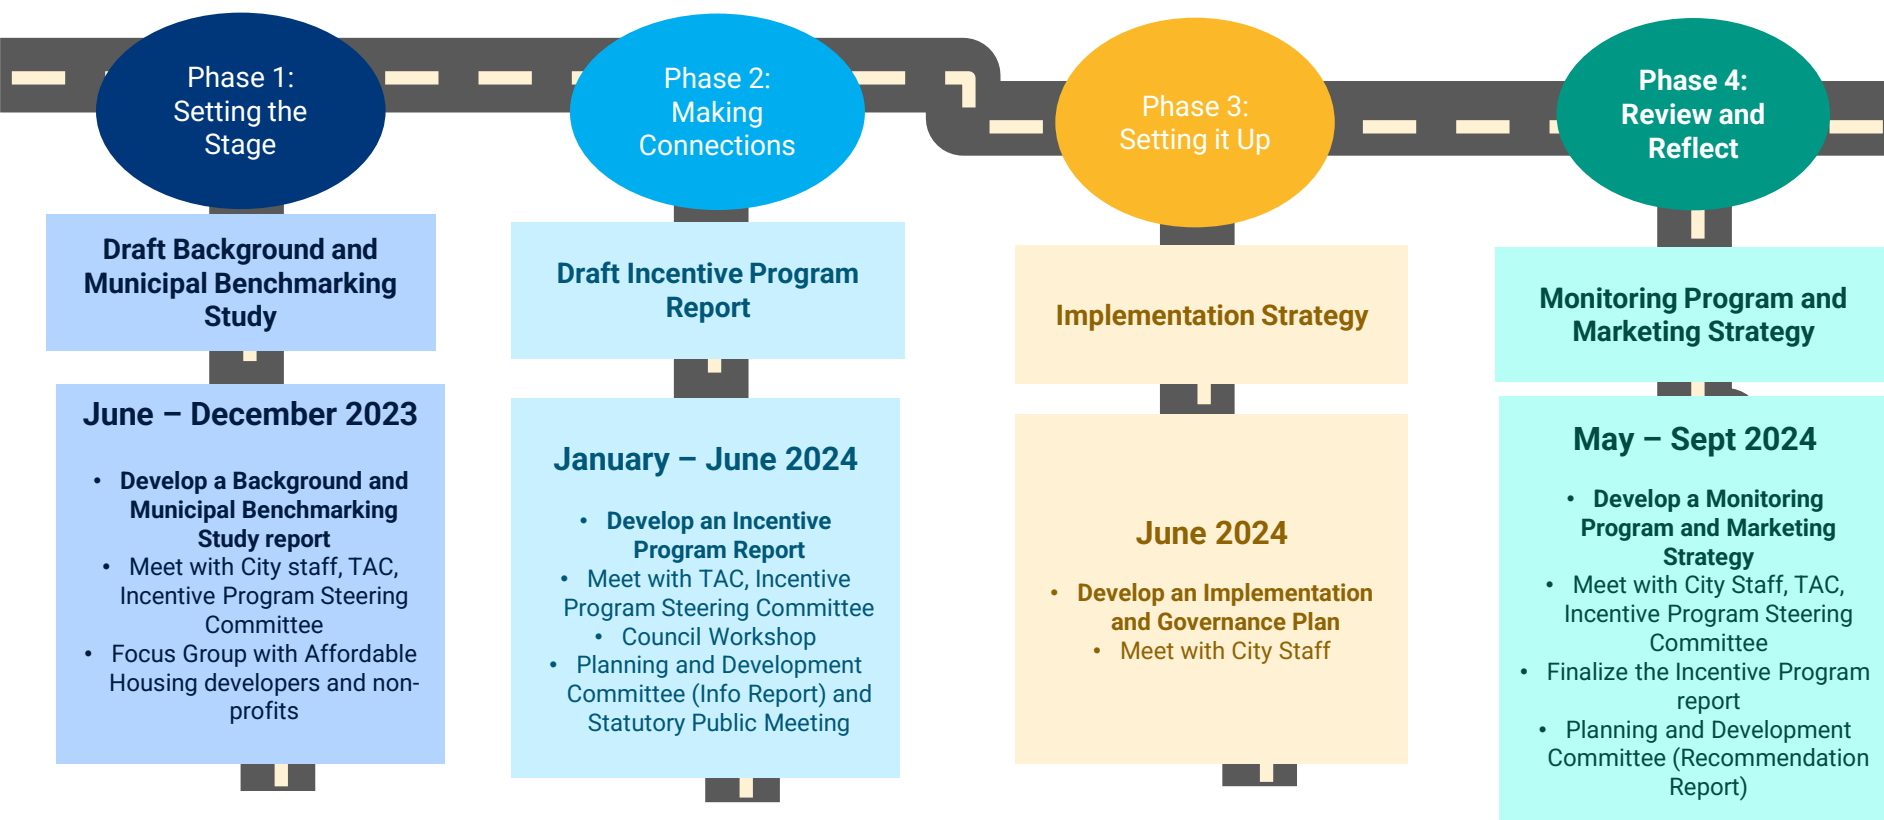 Phase 1:
Setting the
Stage
Draft Background and
Municipal Benchmarking
Study
June – December 2023
• Develop a Background and
Municipal Benchmarking
Study report
• Meet with City staff, TAC,
Incentive Program Steering
Committee
• Focus Group with Affordable
Housing developers and non-
profits
Phase 2:
Making
Connections
Draft Incentive Program
Report
January – June 2024
• Develop an Incentive
Program Report
• Meet with TAC, Incentive
Program Steering Committee
• Council Workshop
• Planning and Development
Committee (Info Report) and
Statutory Public Meeting
Phase 3:
Setting it Up
Implementation Strategy
June 2024
• Develop an Implementation
and Governance Plan
• Meet with City Staff
Phase 4:
Review and
Reflect
Monitoring Program and
Marketing Strategy
May – Sept 2024
• Develop a Monitoring
Program and Marketing
Strategy
• Meet with City Staff, TAC,
Incentive Program Steering
Committee
• Finalize the Incentive Program
report
• Planning and Development
Committee (Recommendation
Report)